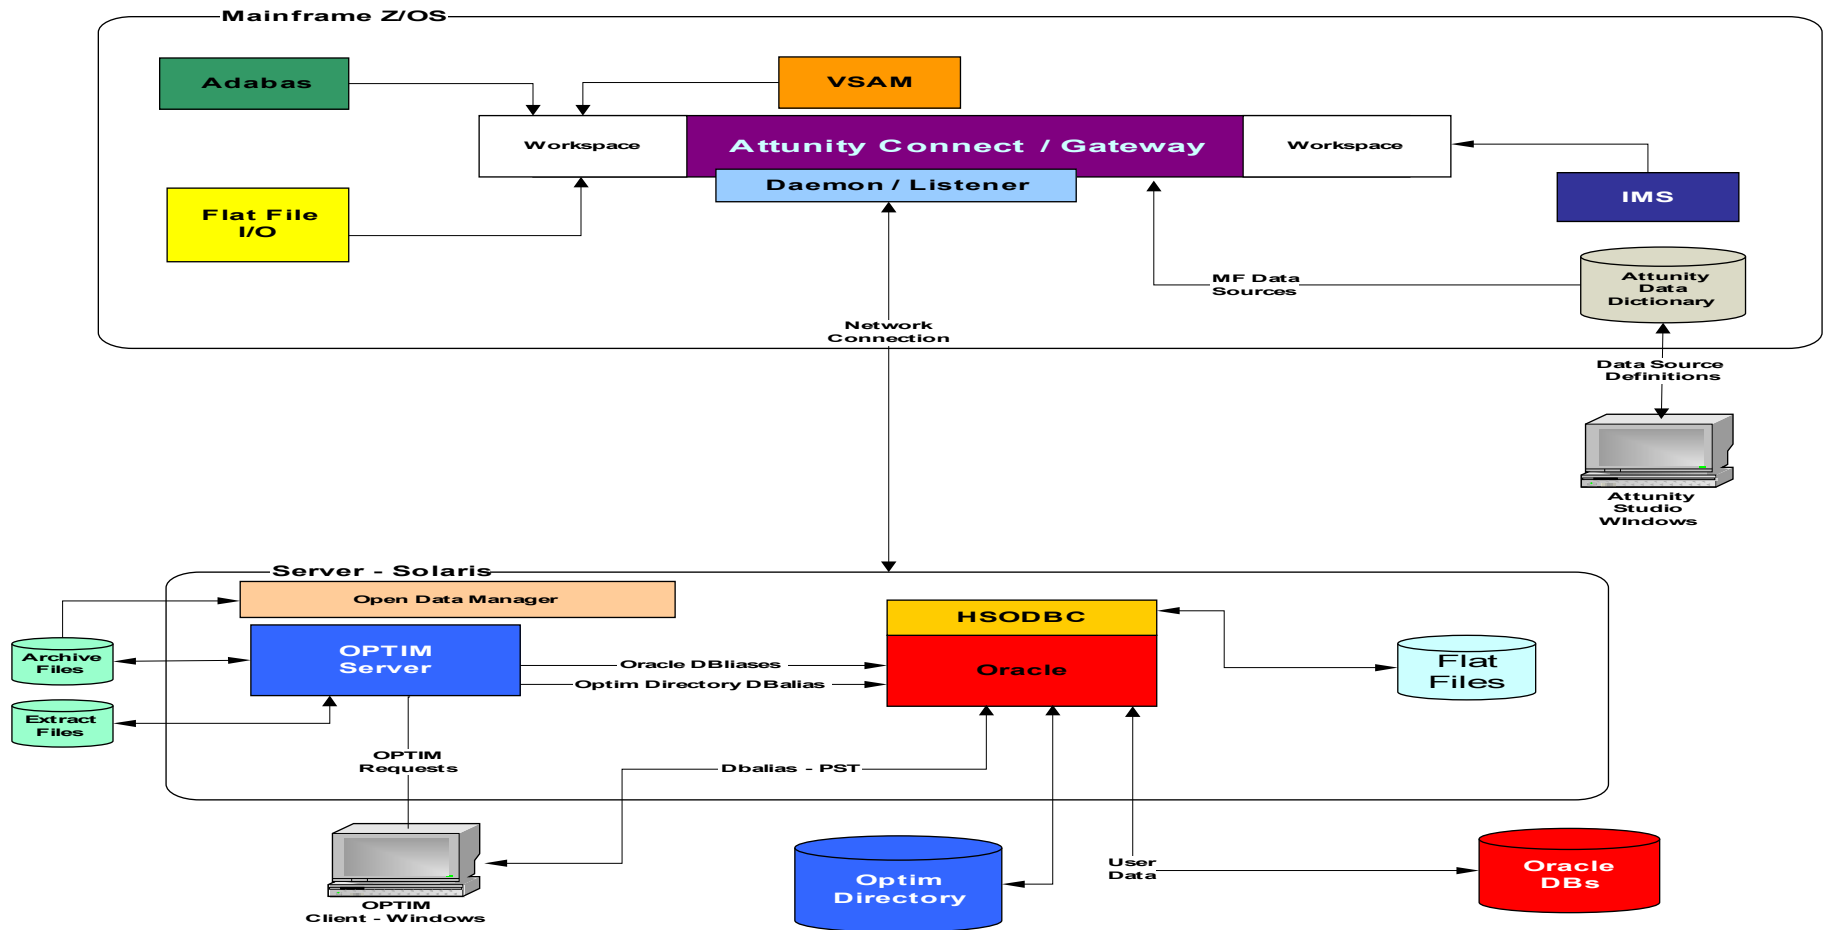 Mainframe Z/OS
Adabas
VSAM
Workspace
Attunity Connect / Gateway
Workspace
Daemon / Listener
Flat File
I/O
IMS
MF Data
Sources
Attunity
Data
Dictionary
Network
Connection
Data Source
Definitions
Attunity
Studio
WIndows
Server - Solaris
Open Data Manager
HSODBC
Archive
Files
OPTIM
Server
Oracle DBliases
Optim Directory DBalias
Oracle
Flat
Files
Extract
Files
OPTIM
Requests
Dbalias - PST
OPTIM
Client - Windows
Optim
Directory
User
Data
Oracle
DBs